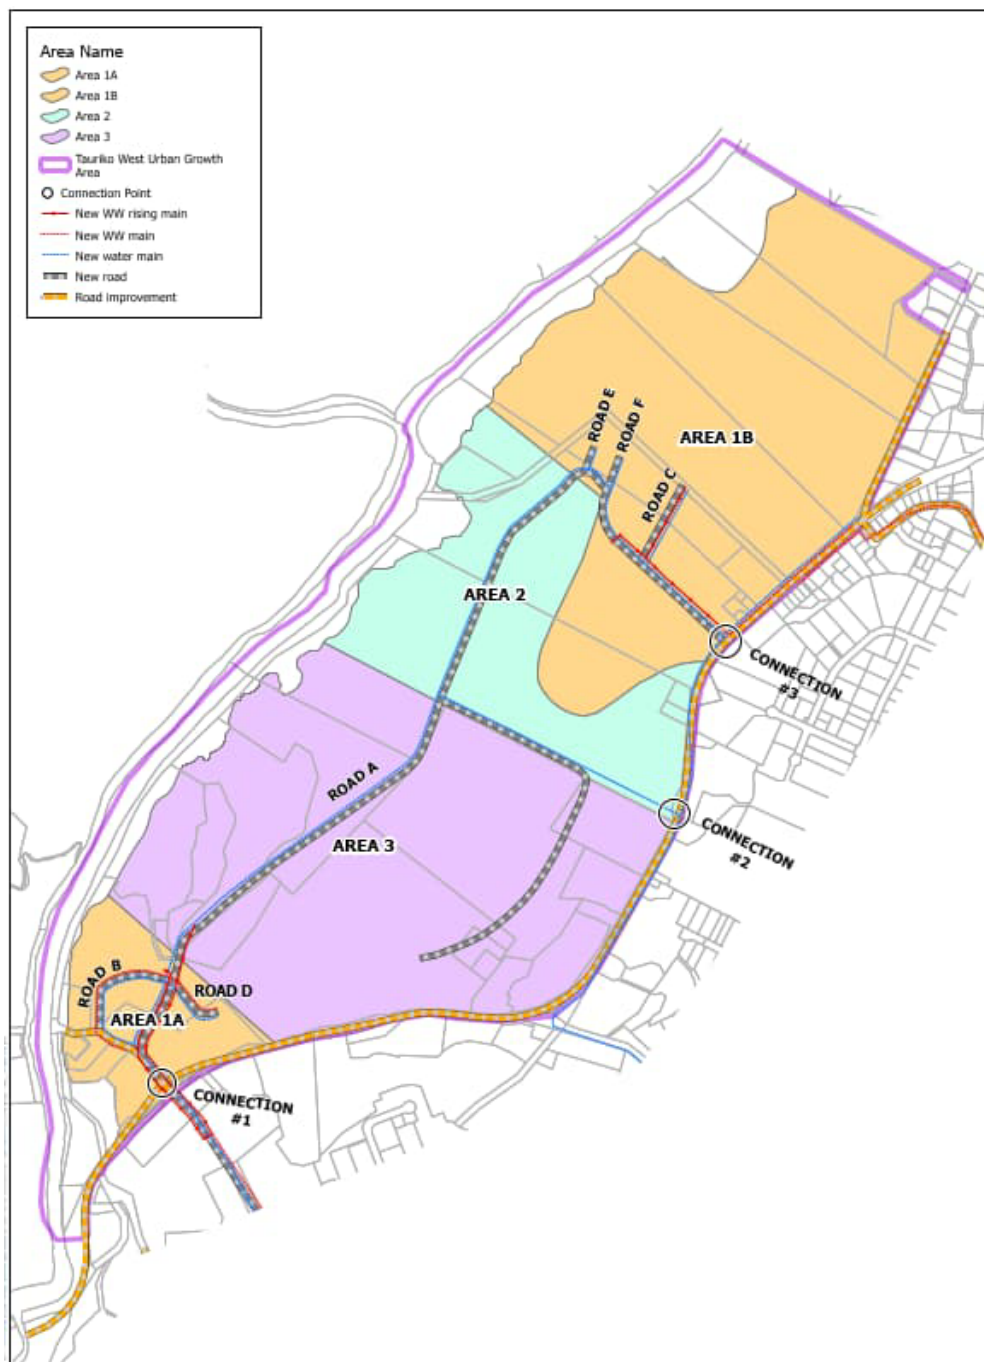 Area Name
Area 1A
Area 1B
Area 2
Area 3
Tauriko West Urban Growth
Area
Connection Point
New WW rising main
New WW main
New water main
New road
Road improvement
ROAD E
ROAD F
AREA 1B
ROAD C
AREA 2
CONNECTION
#3
ROAD A
AREA 3
CONNECTION
#2
ROAD B
ROAD D
AREA 1A
CONNECTION
#1